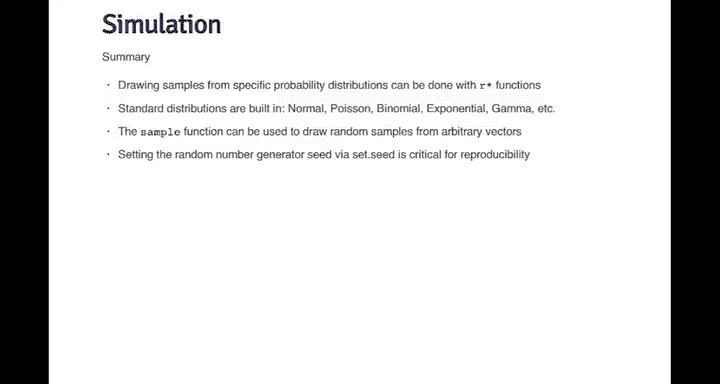 Simulation
Summary
· Drawing samples from specific probability distributions can be done with r* functions
· Standard distributions are built in: Normal, Poisson, Binomial, Exponential, Gamma, etc.
· The sample function can be used to draw random samples from arbitrary vectors
· Setting the random number generator seed via set.seed is critical for reproducibility